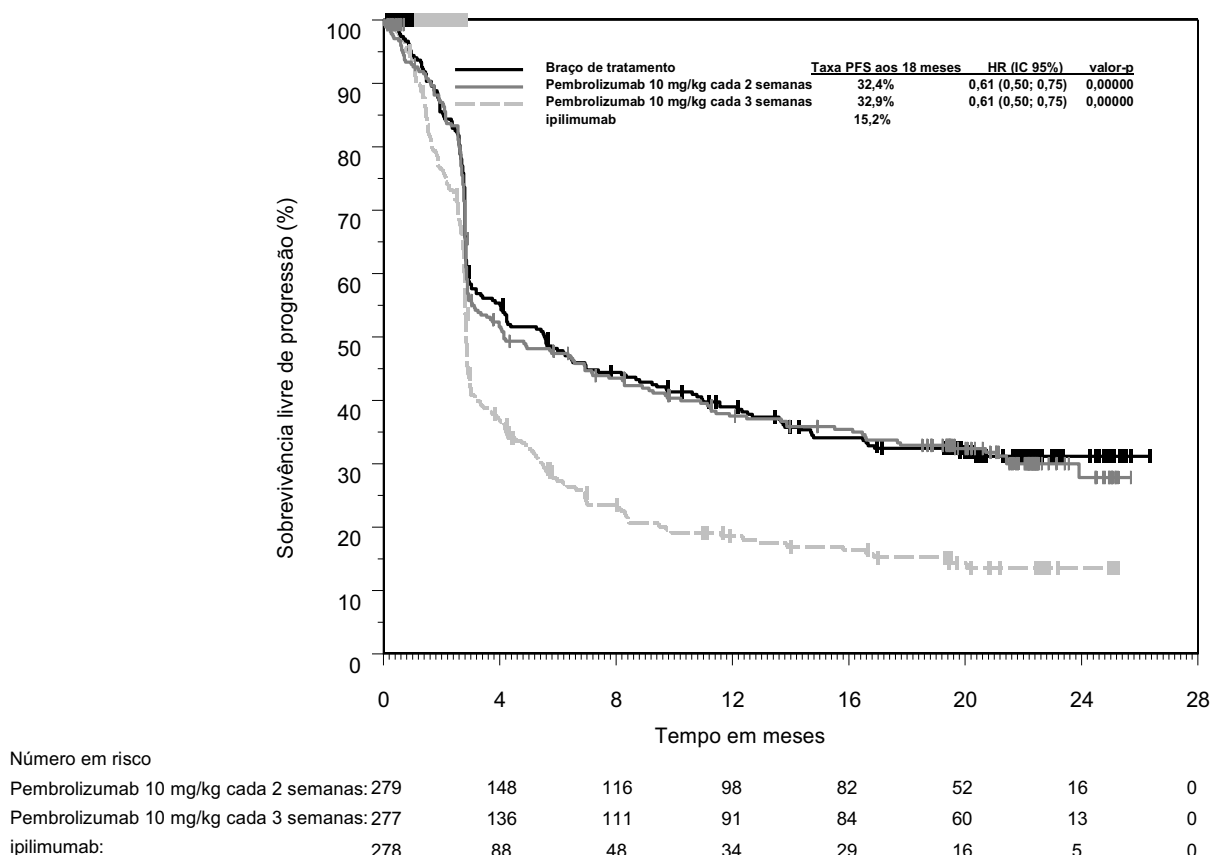 Braço de tratamento Taxa PFS aos 18 meses HR (IC 95%) valor-p
Pembrolizumab 10 mg/kg cada 2 semanas 32,4% 0,61 (0,50; 0,75) 0,00000
Pembrolizumab 10 mg/kg cada 3 semanas 32,9% 0,61 (0,50; 0,75) 0,00000
ipilimumab 15,2%
Sobrevivência livre de progressão (%)
100
90
80
70
60
50
40
30
20
10
0
0 4 8 12 16 20 24 28
Tempo em meses
Número em risco
Pembrolizumab 10 mg/kg cada 2 semanas: 279 148 116 98 82 52 16 0
Pembrolizumab 10 mg/kg cada 3 semanas: 277 136 111 91 84 60 13 0
ipilimumab: 278 88 48 34 29 16 5 0